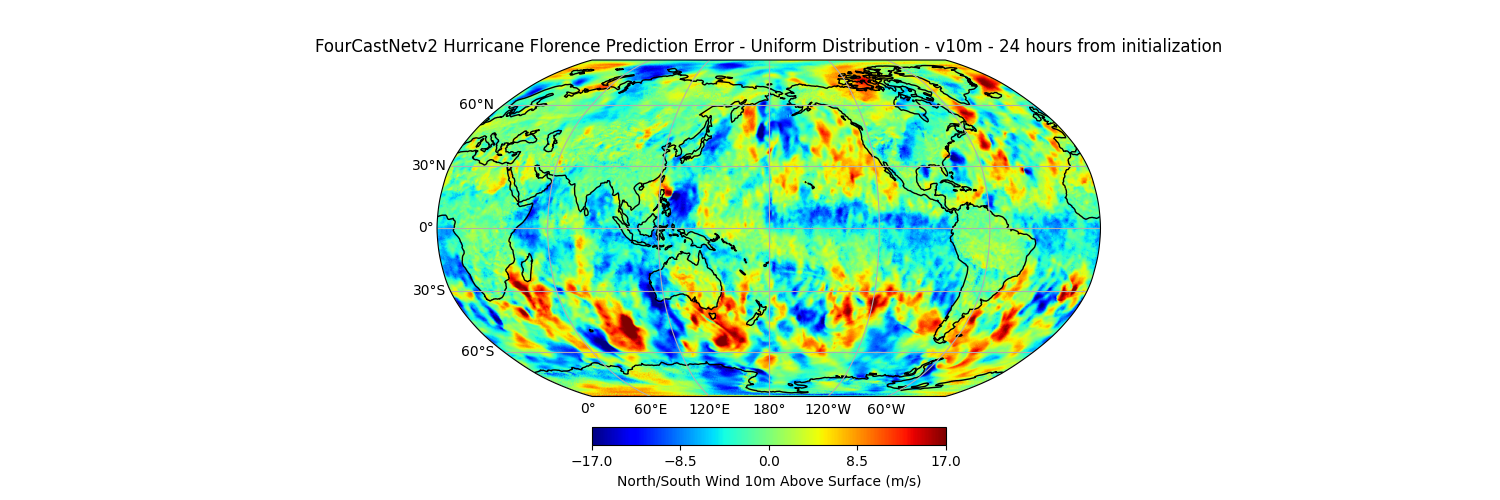 FourCastNetv2 Hurricane Florence Prediction Error - Uniform Distribution - v10m - 24 hours from initialization
60°N
30°N
0°
30°S
60°S
0° 60°E 120°E 180° 120°W 60°W
−17.0 −8.5 0.0 8.5 17.0
North/South Wind 10m Above Surface (m/s)